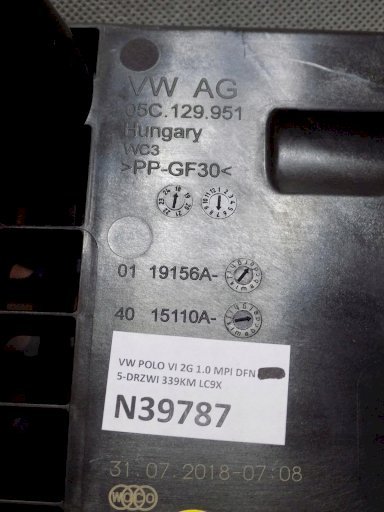 VW AG
05C.129.951
Hungary
WC3
>PP-GF30<
01 19156A-
40 15110A-
VW POLO VI 2G 1.0 MPI DFN
5-DRZWI 339KM LC9X
N39787
31.07.2018-07:08
WOCO